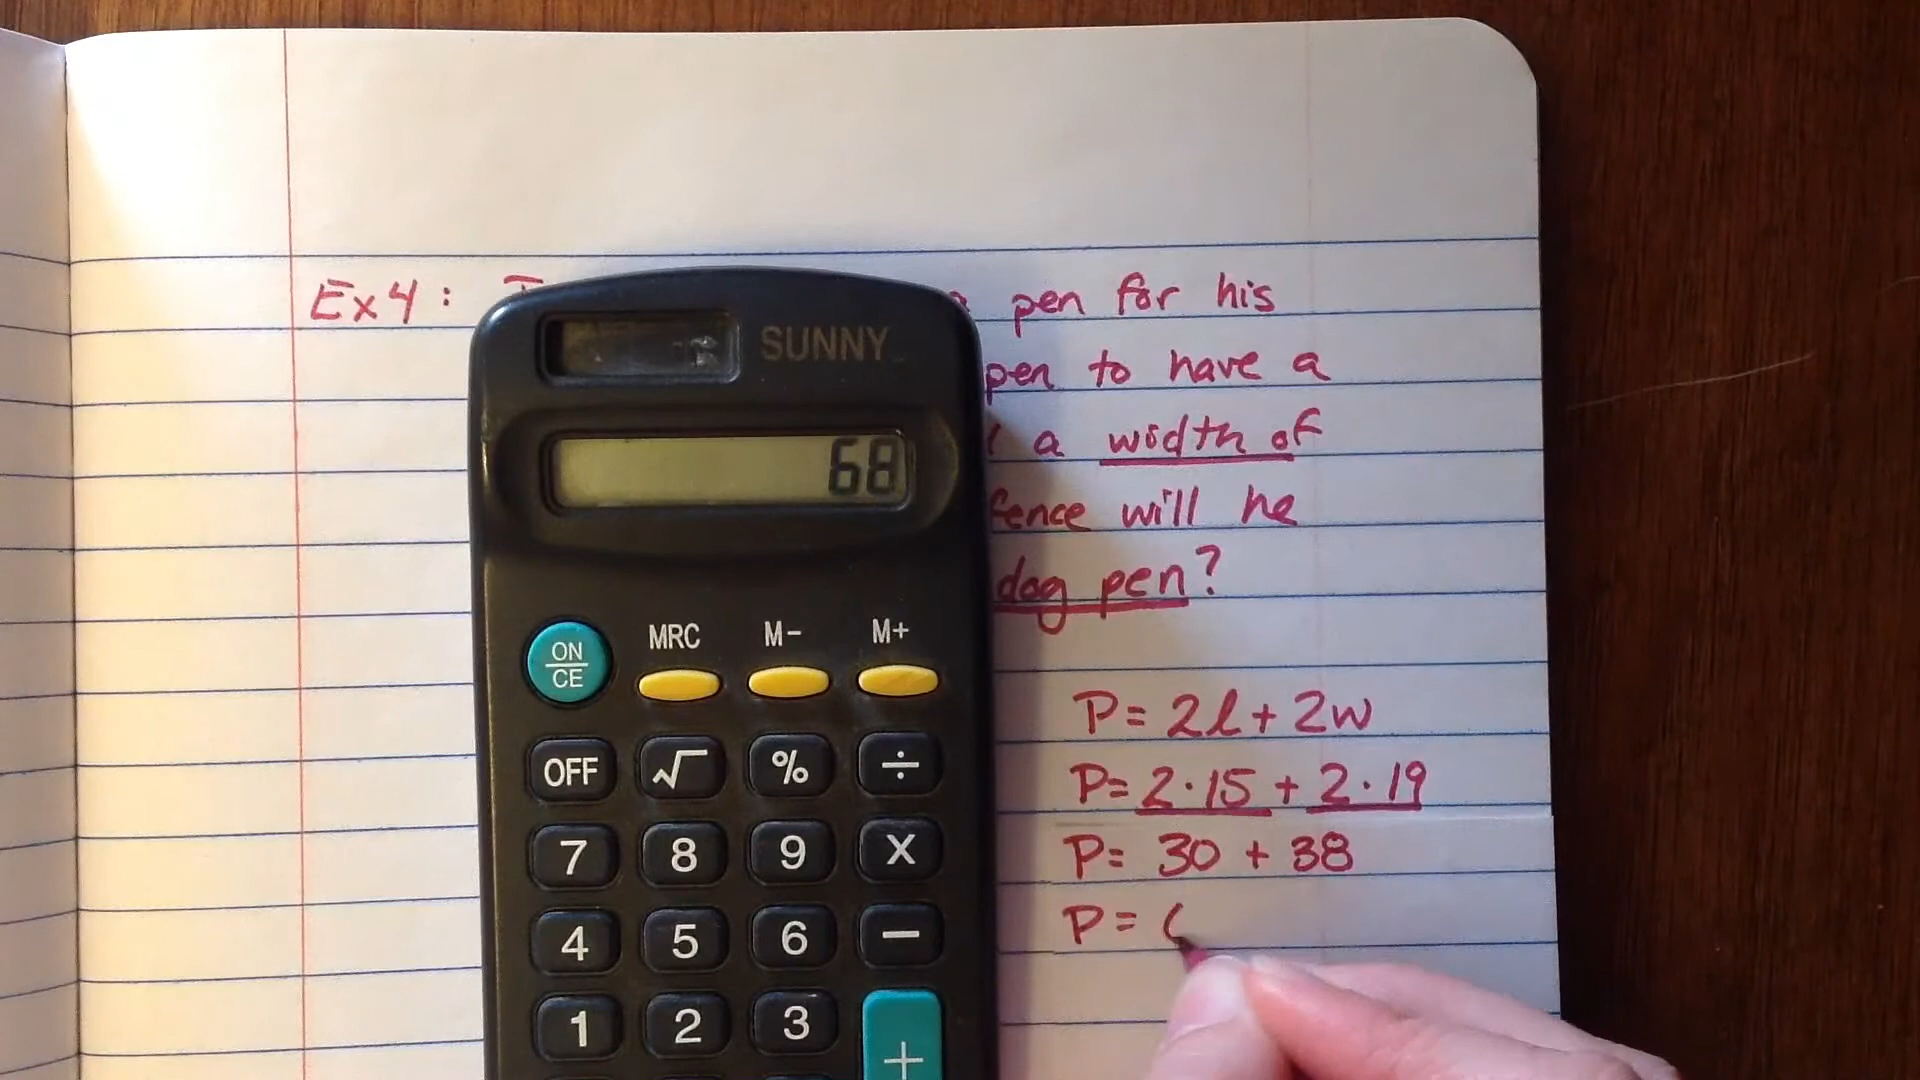 Ex4: pen for his
pen to have a
a width of
fence will he
dog pen?
P = 2l + 2w
P = 2·15 + 2·19
P = 30 + 38
P =
SUNNY
68
ON
CE
MRC M- M+
OFF √ % ÷
7 8 9 X
4 5 6 −
1 2 3 +